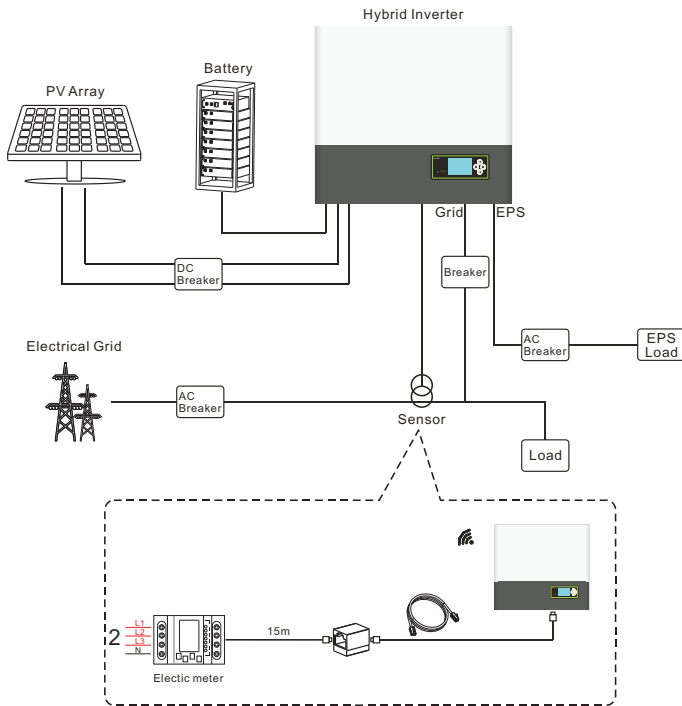 Hybrid Inverter
Battery
PV Array
Grid
EPS
DC
Breaker
Breaker
AC
Breaker
EPS
Load
Electrical Grid
AC
Breaker
Sensor
Load
L1
2
L2
L3
N
15m
Electic meter